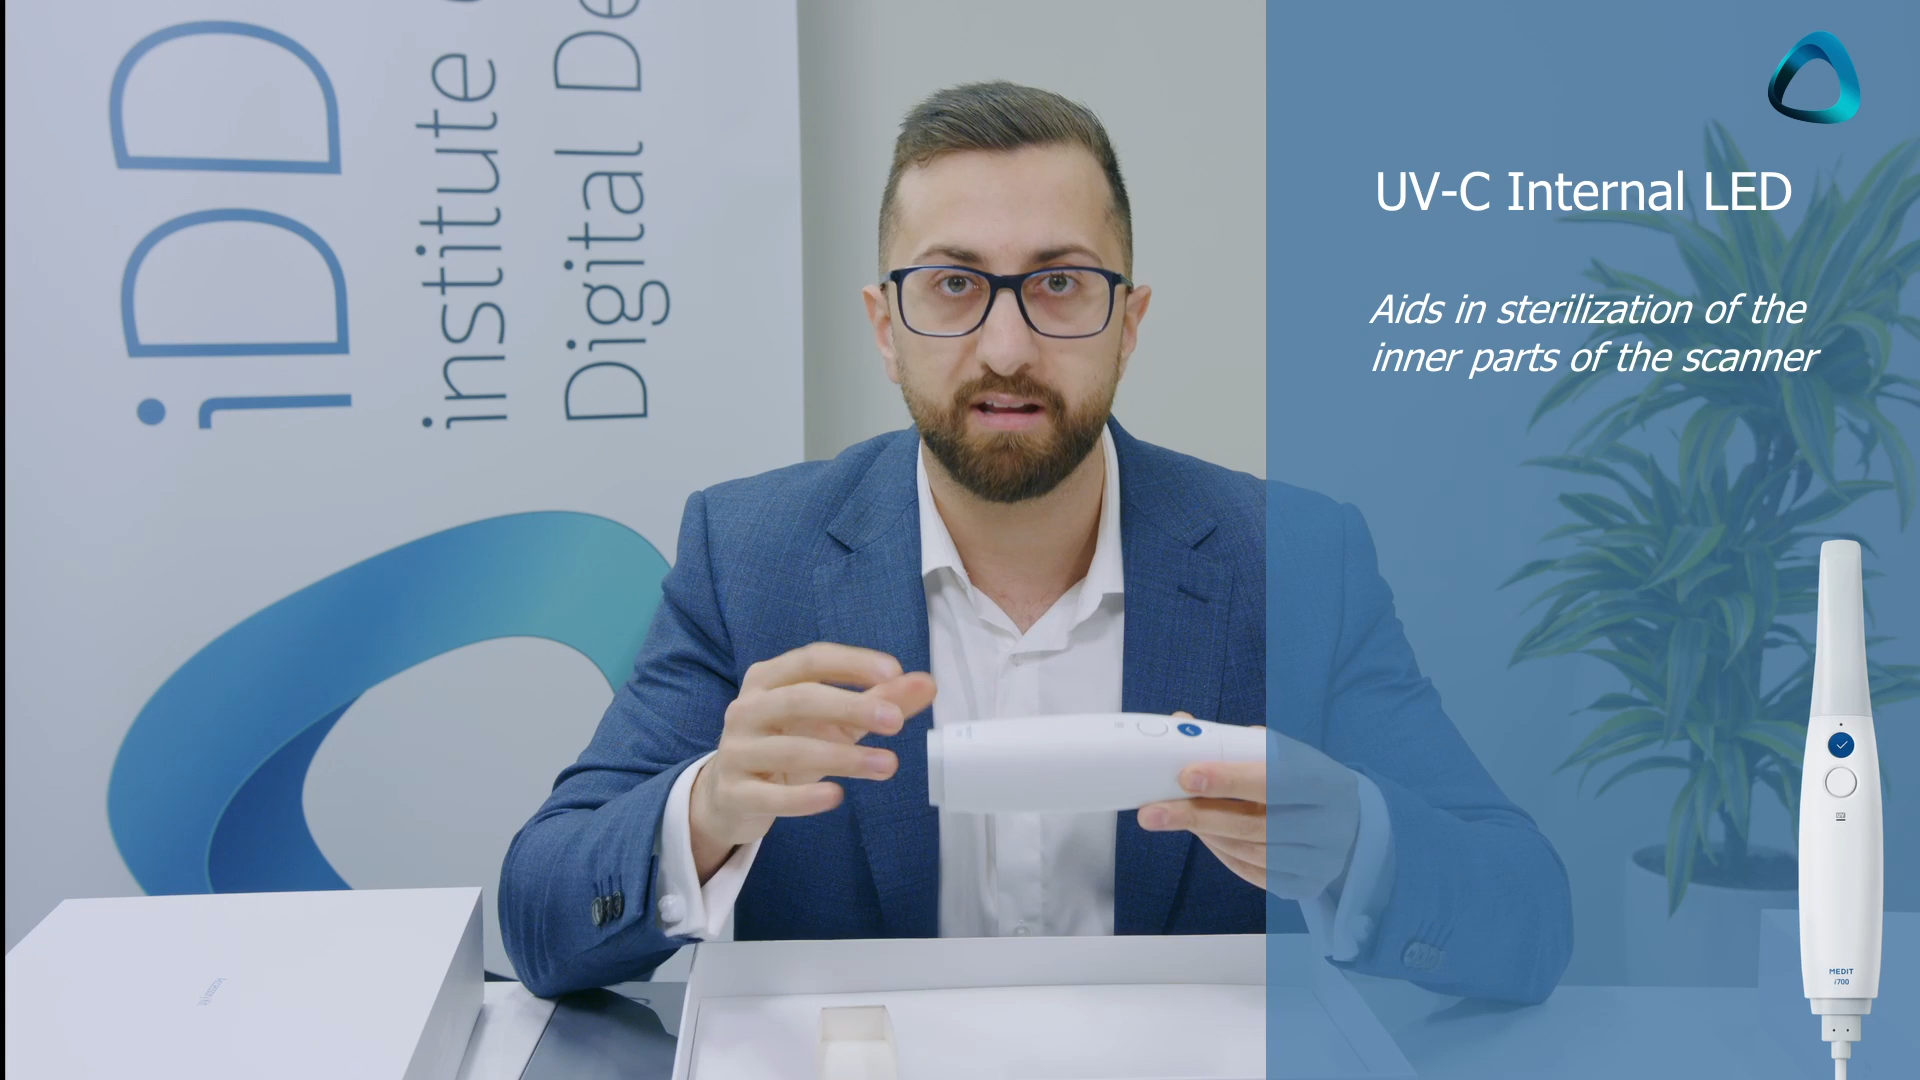 iDD
institute
Digital De
UV-C Internal LED
Aids in sterilization of the
inner parts of the scanner
MEDIT
i700